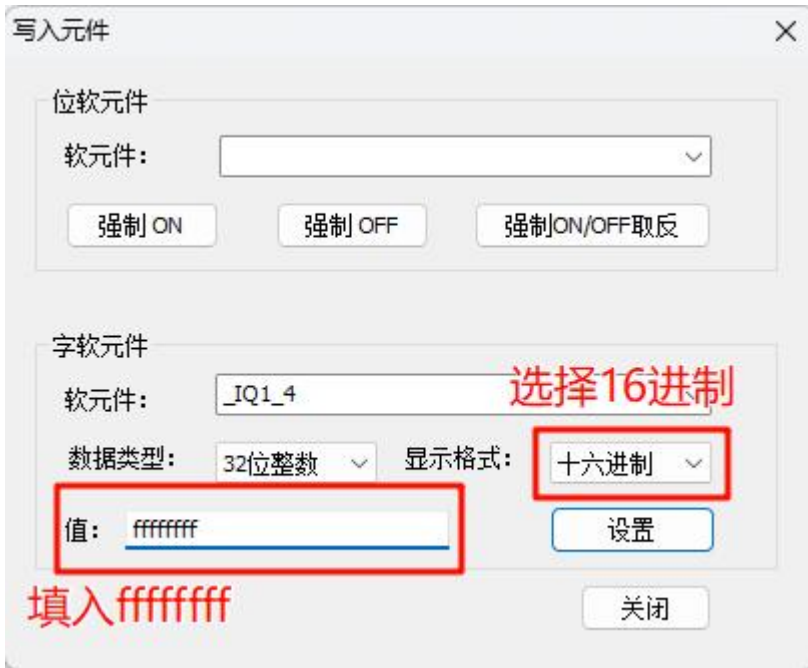 写入元件
位软元件
软元件：
强制 ON 强制 OFF 强制ON/OFF取反
字软元件
选择16进制
软元件： _IQ1_4
数据类型： 32位整数 显示格式： 十六进制
值： ffffffff 设置
填入ffffffff
关闭